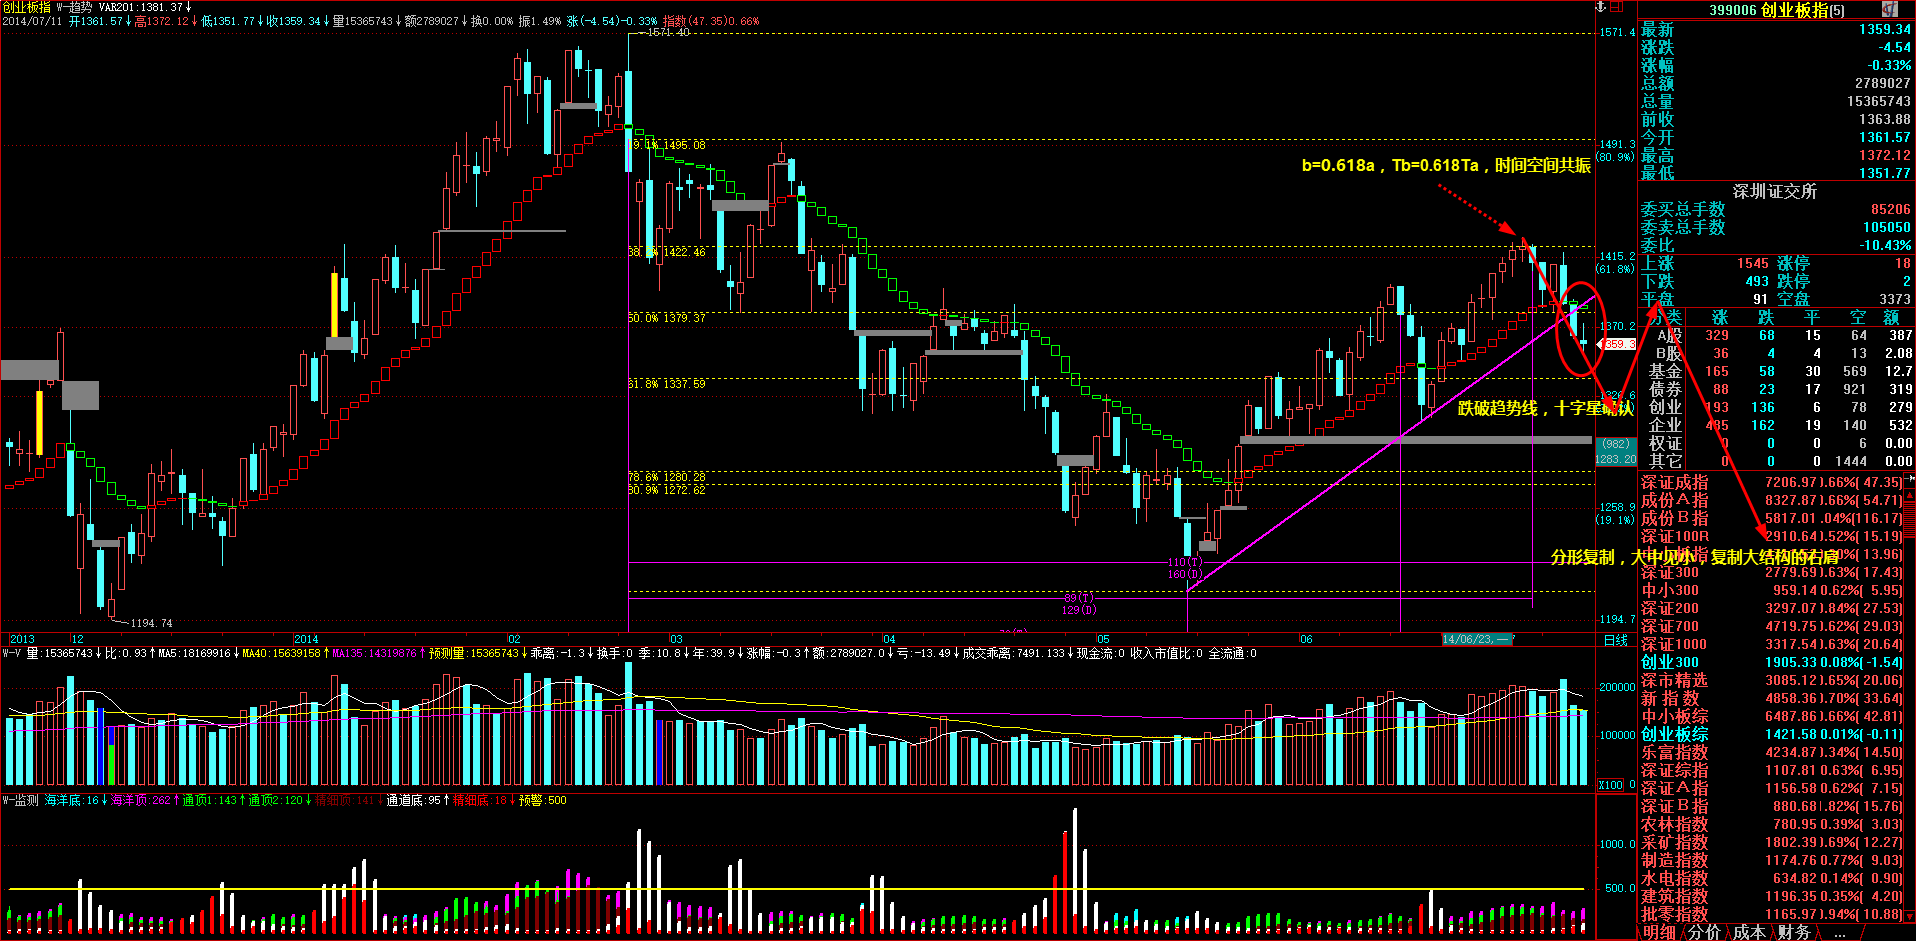 创业板指 W-趋势 VAR201:1381.37↓
2014/07/11 开1361.57↓高1372.12↓低1351.77↓收1359.34↓量15365743↓额2789027↓换0.00% 振1.49% 涨(-4.54)-0.33% 指数(47.35)0.66%
1571.40
19.1% 1495.08
1422.46
50.0% 1379.37
61.8% 1337.59
78.6% 1280.28
80.9% 1272.62
1194.74
b=0.618a，Tb=0.618Ta，时间空间共振
跌破趋势线，十字星确认
分形复制，大中见小，复制大结构的右肩
110(T)
160(D)
89(T)
129(D)
1571.4
1491.3
(80.9%)
1415.2
(61.8%)
1370.2
1359.3
(982)
1283.20
1258.9
(19.1%)
1194.7
2013 12 2014 02 03 04 05 06 14/06/23,一 7 日线
W-V 量:15365743↓比:0.93↑MA5:18169916↓MA40:15639158↑MA135:14319876↑预测量:15365743↓乖离:-1.3↓换手:0 季:10.8↓年:39.9↓涨幅:-0.3↑额:2789027.0↓亏:-13.49↓成交乖离:7491.133↓现金流:0 收入市值比:0 全流通:0
200000
100000
X100 0
W-监测 海洋底:16↓海洋顶:262↑通顶1:143↑通顶2:120↓精细顶:141↓通道底:95↑精细底:18↓预警:500
1000.0
500.0
0.0
399006 创业板指(5)
最新 1359.34
涨跌 -4.54
涨幅 -0.33%
总额 2789027
总量 15365743
前收 1363.88
今开 1361.57
最高 1372.12
最低 1351.77
深圳证交所
委买总手数 85206
委卖总手数 105050
委比 -10.43%
上涨 1545 涨停 18
下跌 493 跌停 2
平盘 91 空盘 3373
分类 涨 跌 平 空 额
A股 329 68 15 64 387
B股 36 4 4 13 2.08
基金 165 58 30 569 12.7
债券 88 23 17 921 319
创业 193 136 6 78 279
企业 485 162 19 140 532
权证 0 0 0 6 0.00
其它 0 0 0 1444 0.00
深证成指 7206.97 0.66%[ 47.35]
成份A指 8327.87 0.66%[ 54.71]
成份B指 5817.01 .04%[116.17]
深证100R 2910.64 0.52%[ 15.19]
[ 13.96]
深证300 2779.69 0.63%[ 17.43]
中小300 959.14 0.62%[ 5.95]
深证200 3297.07 0.84%[ 27.53]
深证700 4719.75 0.62%[ 29.03]
深证1000 3317.54 0.63%[ 20.64]
创业300 1905.33 0.08%[ -1.54]
深市精选 3085.12 0.65%[ 20.06]
新 指 数 4858.36 0.70% [ 33.64]
中小板综 6487.86 0.66%[ 42.81]
创业板综 1421.58 0.01%[ -0.11]
乐富指数 4234.87 0.34%[ 14.50]
深证综指 1107.81 0.63%[ 6.95]
深证A指 1156.58 0.62%[ 7.15]
深证B指 880.68 1.82%[ 15.76]
农林指数 780.95 0.39%[ 3.03]
采矿指数 1802.39 0.69%[ 12.27]
制造指数 1174.76 0.77%[ 9.03]
水电指数 634.82 0.14%[ 0.90]
建筑指数 1196.35 0.35%[ 4.20]
批零指数 1165.97 0.94%[ 10.88]
明细 分价 成本 财务 ...